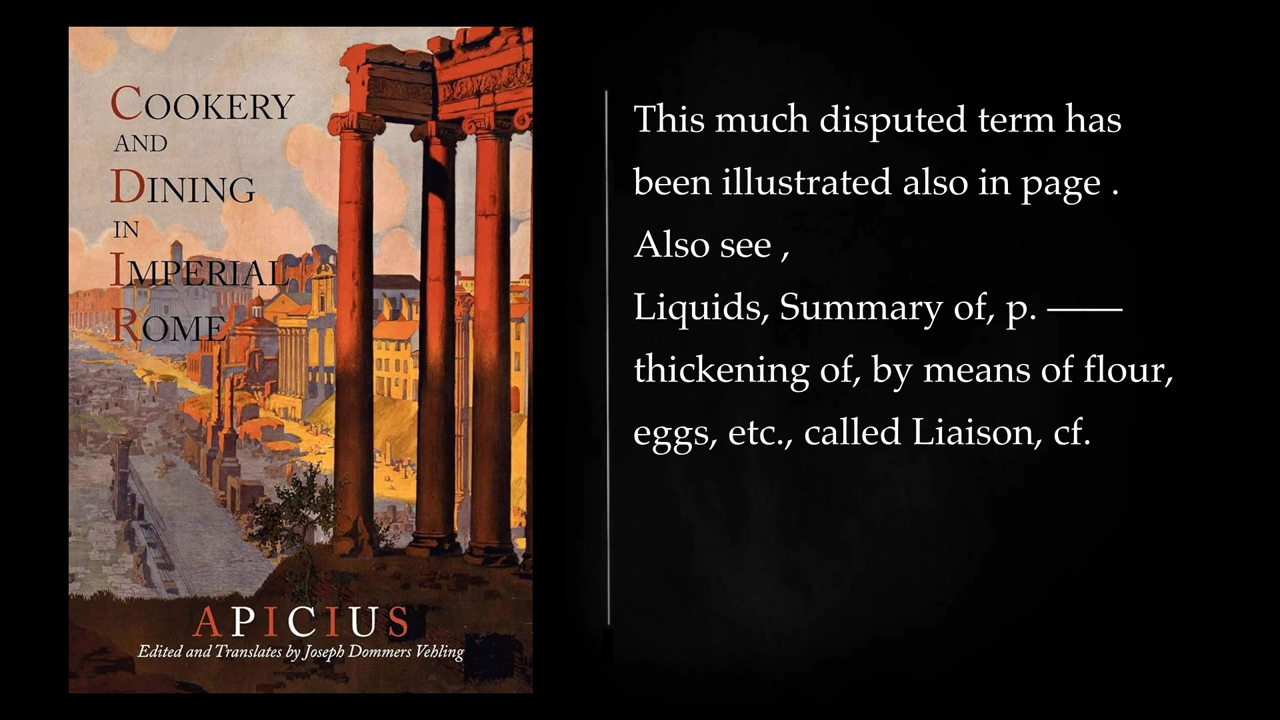 COOKERY
AND
DINING
IN
IMPERIAL
ROME
APICIUS
Edited and Translates by Joseph Dommers Vehling
This much disputed term has
been illustrated also in page .
Also see ,
Liquids, Summary of, p. ——
thickening of, by means of flour,
eggs, etc., called Liaison, cf.